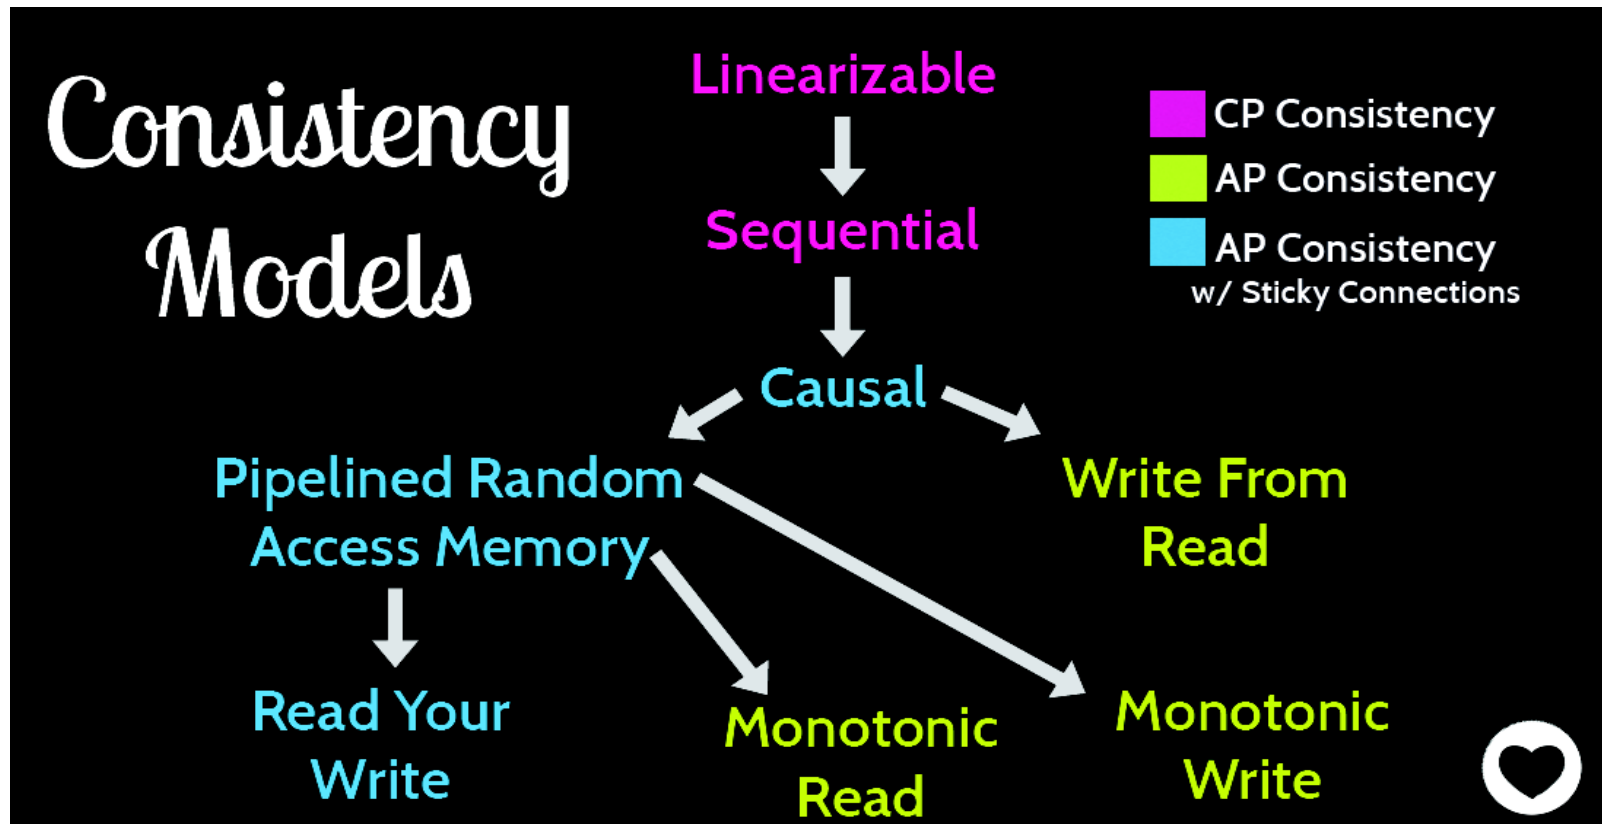 Consistency
Models
Linearizable
Sequential
Causal
Pipelined Random
Access Memory
Write From
Read
Read Your
Write
Monotonic
Read
Monotonic
Write
CP Consistency
AP Consistency
AP Consistency
w/ Sticky Connections